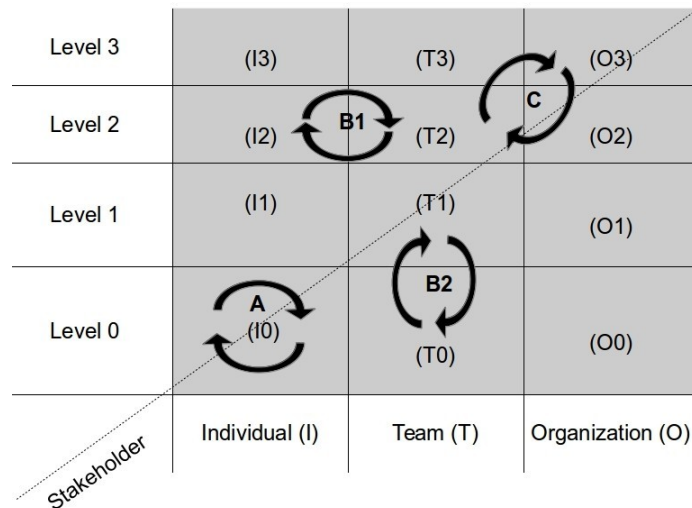 Level 3 (I3) (T3) (O3)
C
Level 2 (I2) B1 (T2) (O2)
Level 1 (I1) (T1) (O1)
A B2
Level 0 (I0) (T0) (O0)
Individual (I) Team (T) Organization (O)
Stakeholder